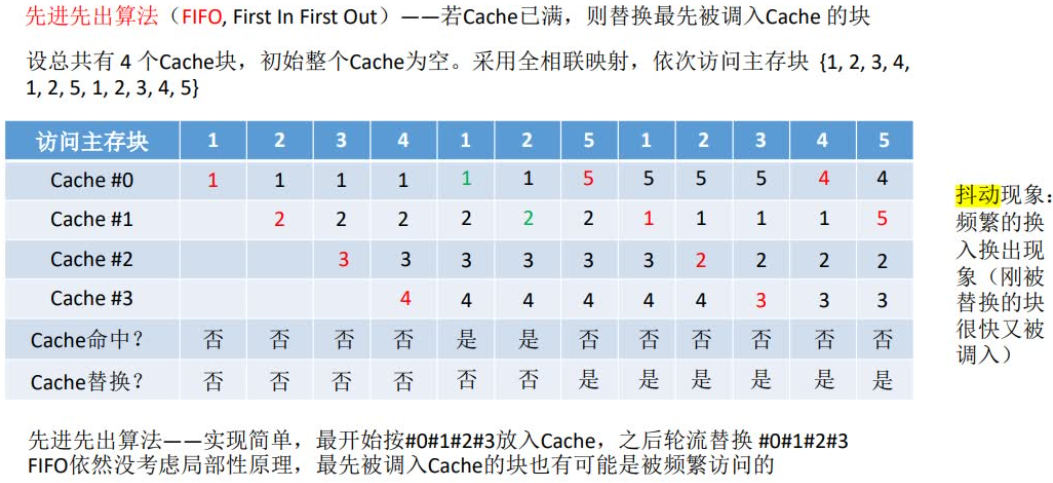 先进先出算法（FIFO, First In First Out）——若Cache已满，则替换最先被调入Cache 的块
设总共有 4 个Cache块，初始整个Cache为空。采用全相联映射，依次访问主存块 {1, 2, 3, 4,
1, 2, 5, 1, 2, 3, 4, 5}
访问主存块 1 2 3 4 1 2 5 1 2 3 4 5
Cache #0 1 1 1 1 1 1 5 5 5 5 4 4
Cache #1 2 2 2 2 2 2 1 1 1 1 5
Cache #2 3 3 3 3 3 3 2 2 2 2
Cache #3 4 4 4 4 4 4 3 3 3
Cache命中? 否 否 否 否 是 是 否 否 否 否 否 否
Cache替换? 否 否 否 否 否 否 是 是 是 是 是 是
抖动现象：
频繁的换
入换出现
象（刚被
替换的块
很快又被
调入）
先进先出算法——实现简单，最开始按#0#1#2#3放入Cache，之后轮流替换 #0#1#2#3
FIFO依然没考虑局部性原理，最先被调入Cache的块也有可能是被频繁访问的